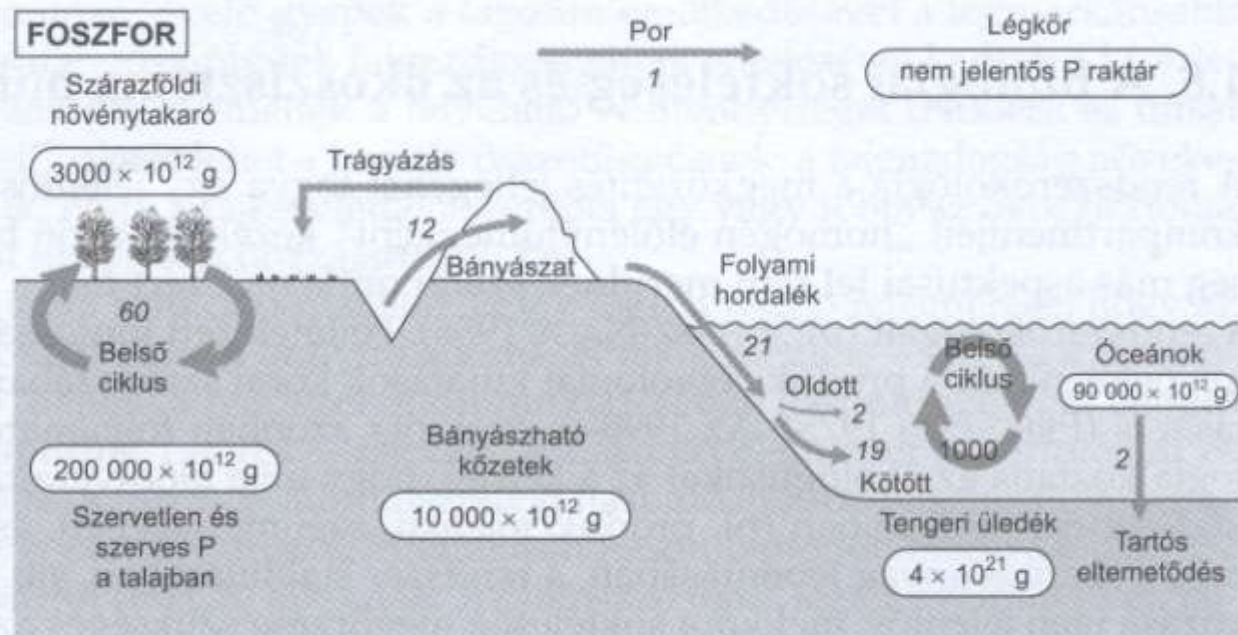 FOSZFOR
Por
1
Légkör
nem jelentős P raktár
Szárazföldi
növénytakaró
3000 × 10¹² g
Trágyázás
12
Bányászat
60
Belső
ciklus
Folyami
hordalék
21
Oldott
2
19
Kötött
Belső
ciklus
1000
Óceánok
90 000 × 10¹² g
2
200 000 × 10¹² g
Szervetlen és
szerves P
a talajban
Bányászható
kőzetek
10 000 × 10¹² g
Tengeri üledék
4 × 10²¹ g
Tartós
eltemetődés